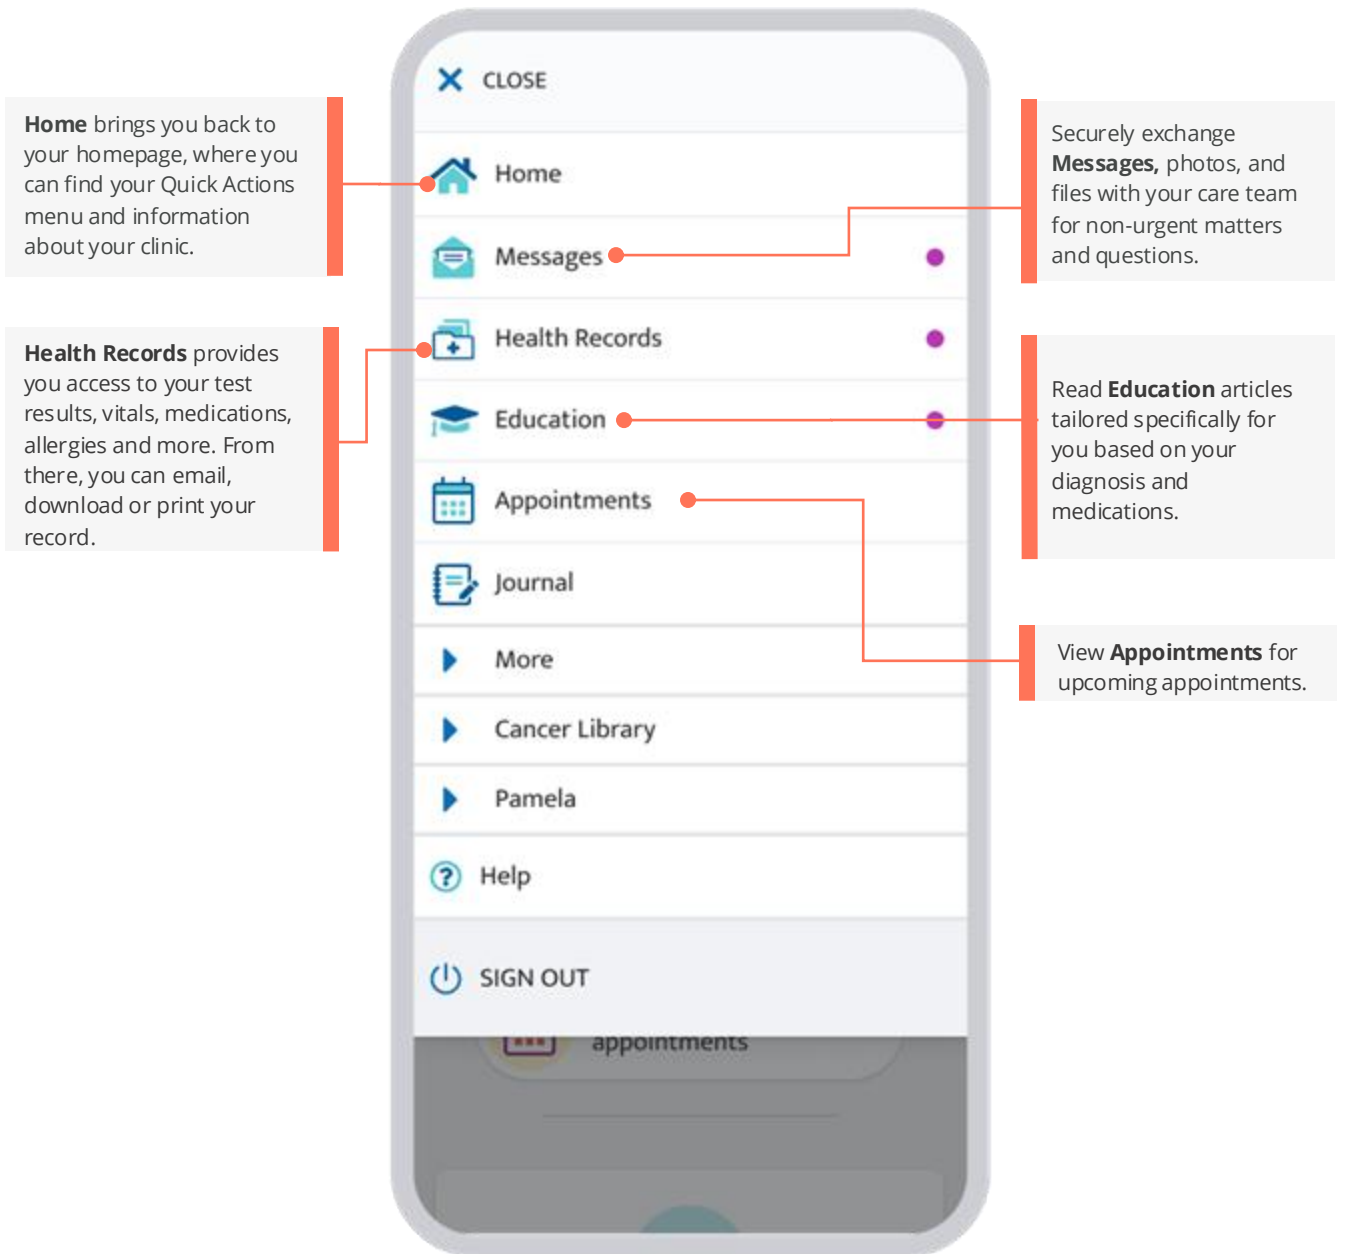 Home brings you back to
your homepage, where you
can find your Quick Actions
menu and information
about your clinic.
Health Records provides
you access to your test
results, vitals, medications,
allergies and more. From
there, you can email,
download or print your
record.
CLOSE
Home
Messages
Health Records
Education
Appointments
Journal
More
Cancer Library
Pamela
Help
SIGN OUT
appointments
Securely exchange
Messages, photos, and
files with your care team
for non-urgent matters
and questions.
Read Education articles
tailored specifically for
you based on your
diagnosis and
medications.
View Appointments for
upcoming appointments.